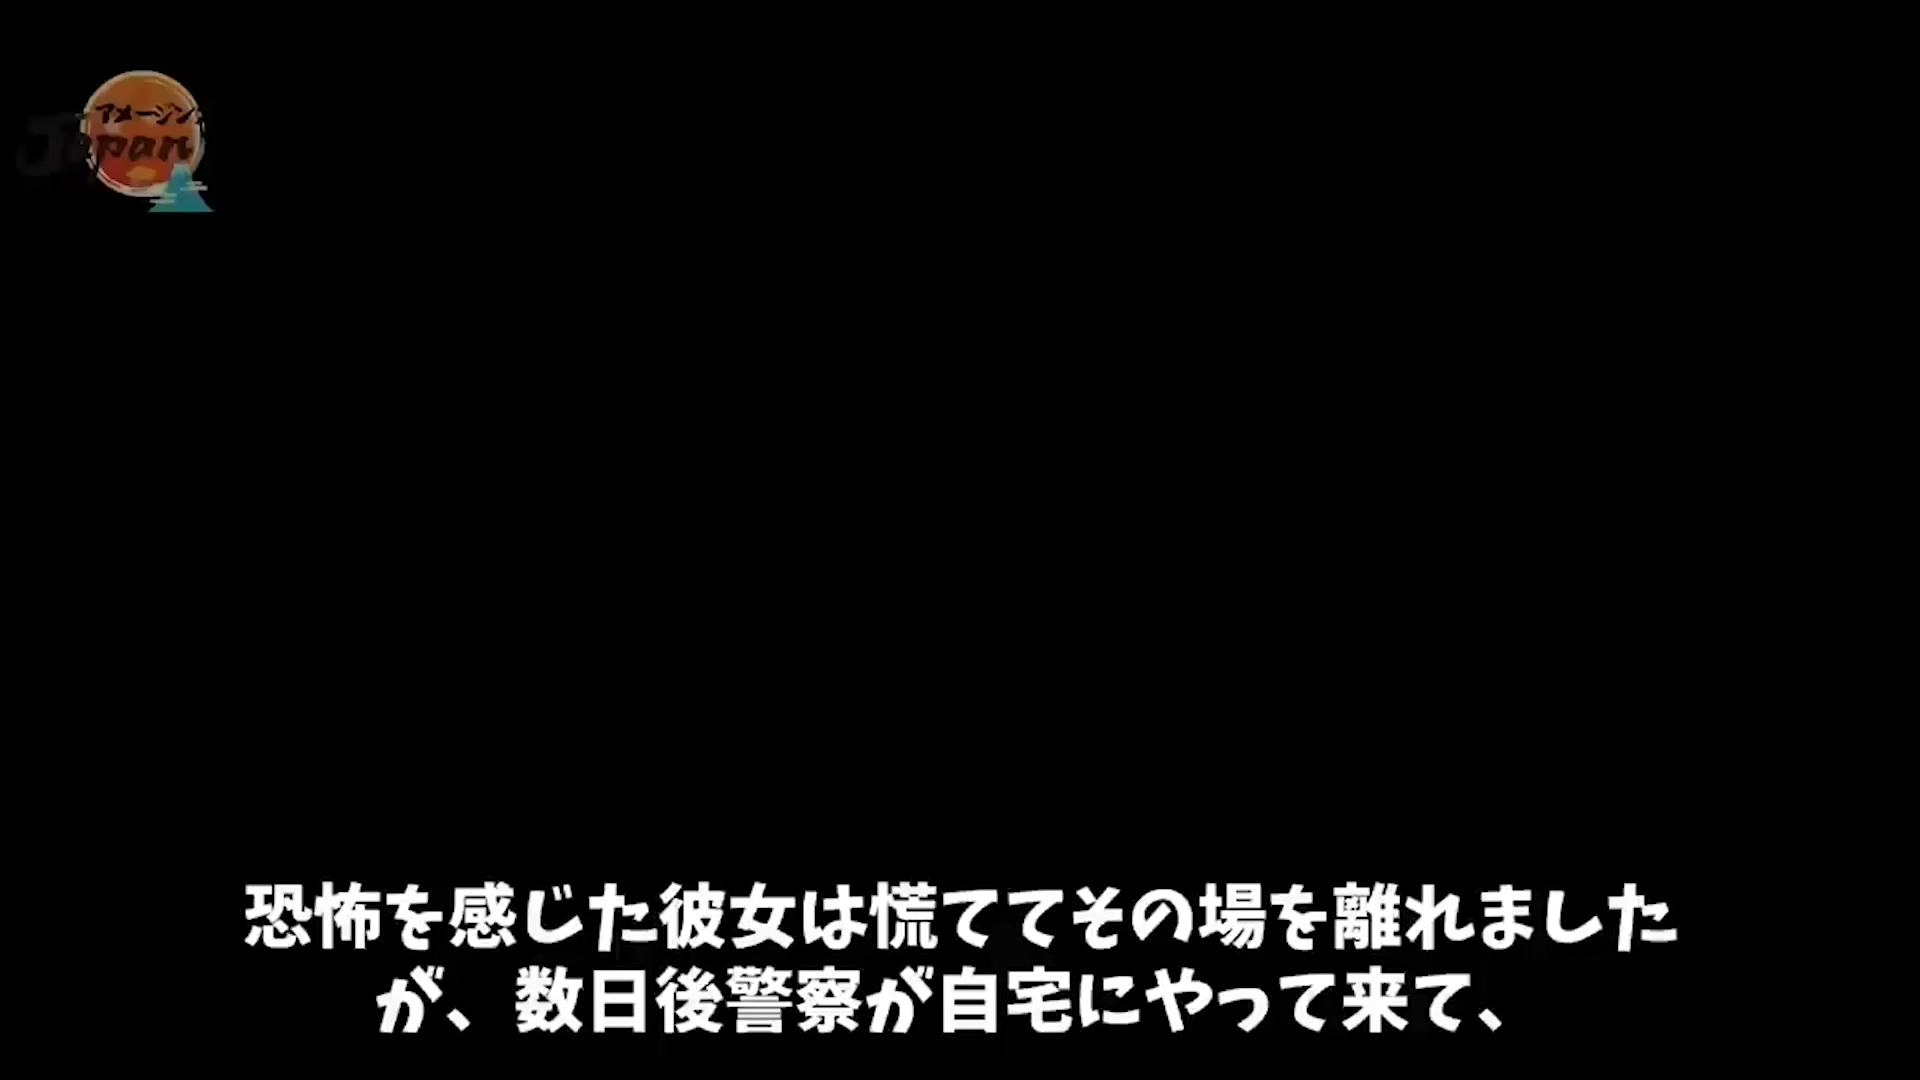 アメージング
Japan
恐怖を感じた彼女は慌ててその場を離れました
が、数日後警察が自宅にやって来て、